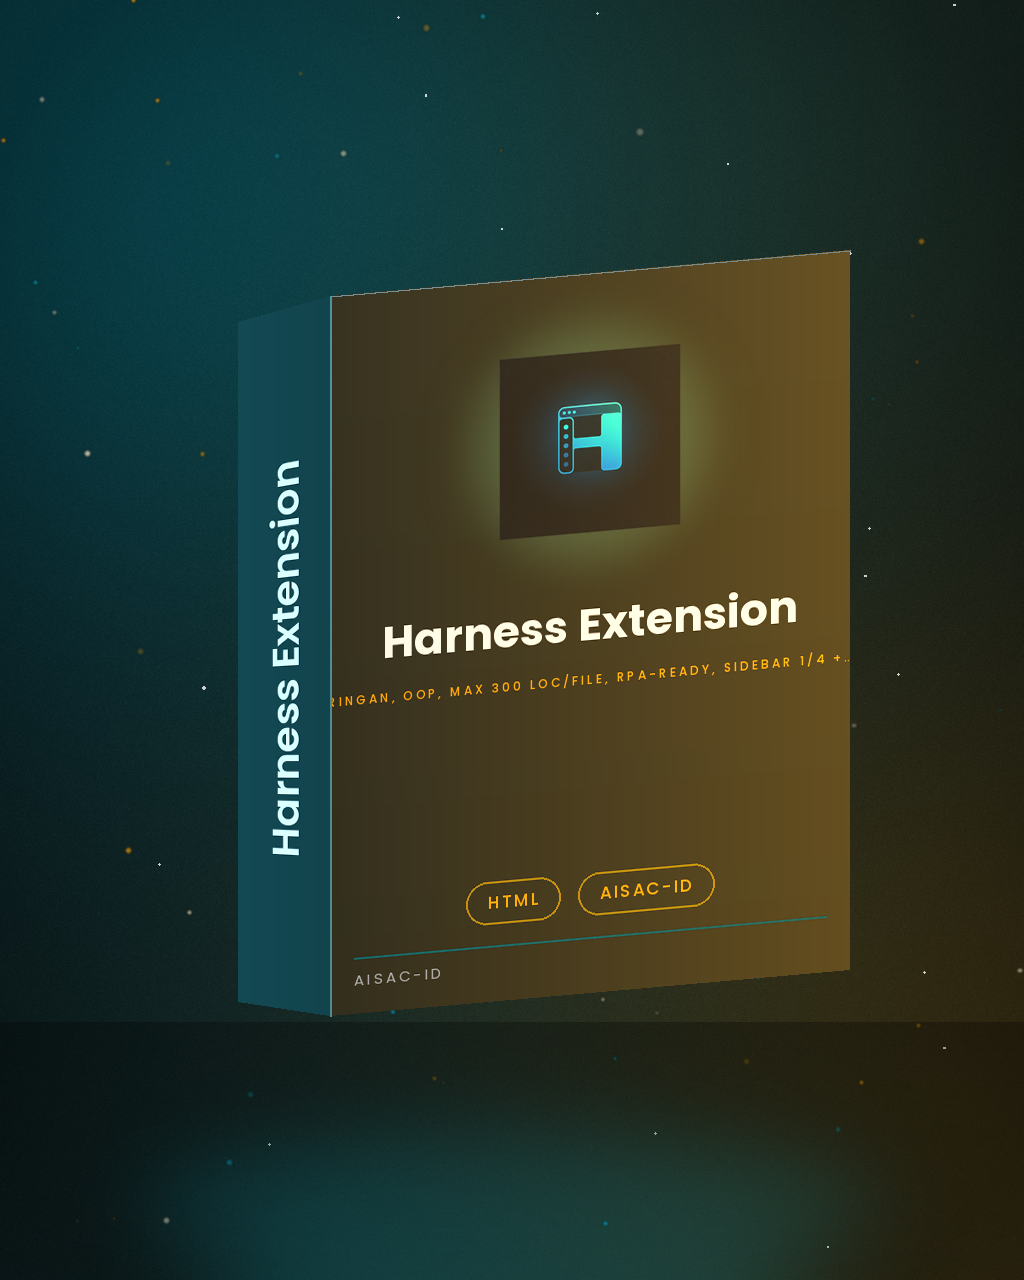 Harness Extension
Harness Extension
RINGAN, OOP, MAX 300 LOC/FILE, RPA-READY, SIDEBAR 1/4 +...
HTML
AISAC-ID
AISAC-ID